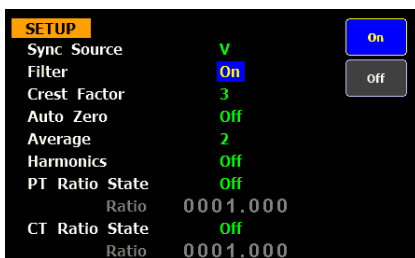 SETUP
Sync Source V
Filter On
Crest Factor 3
Auto Zero Off
Average 2
Harmonics Off
PT Ratio State Off
Ratio 0001.000
CT Ratio State Off
Ratio 0001.000
On
Off